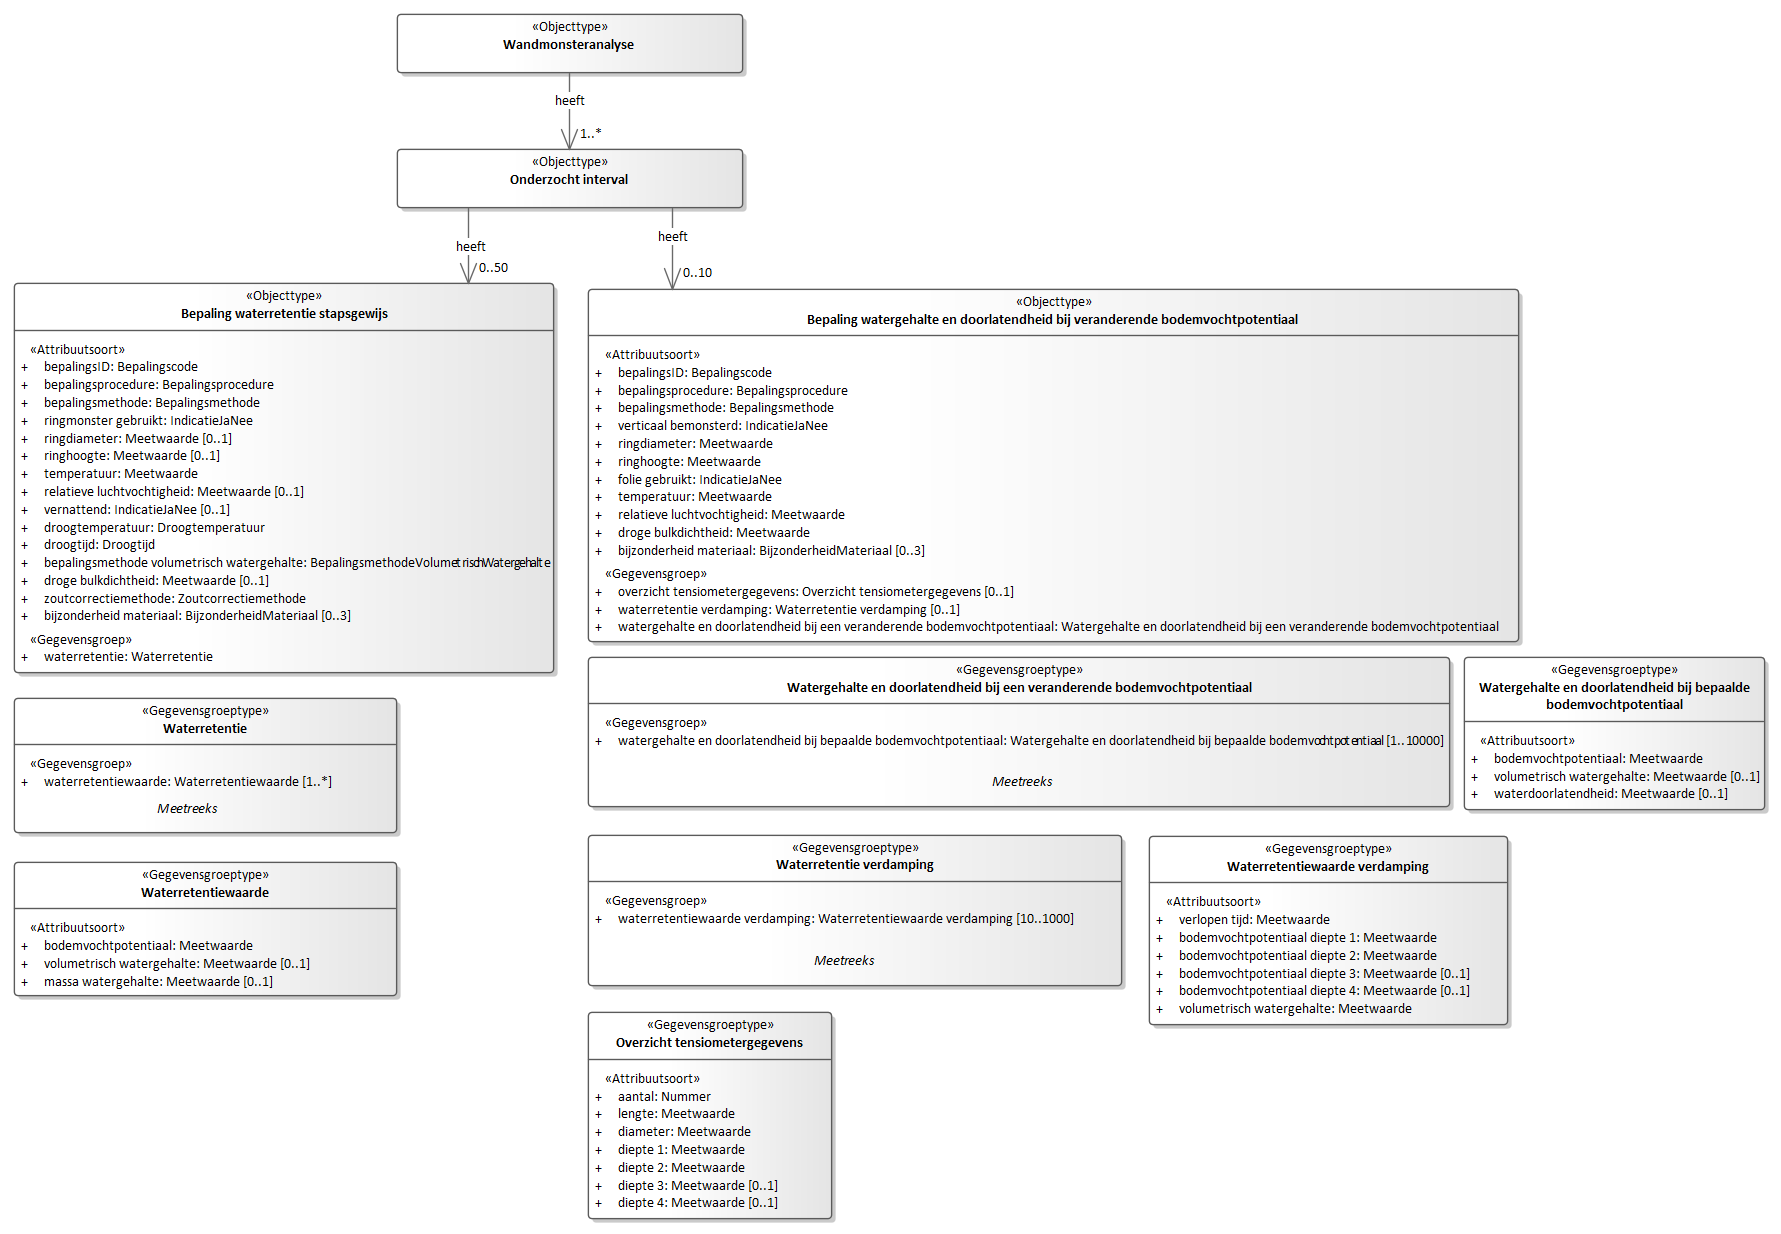 «Objecttype»
Wandmonsteranalyse
heeft
1..*
«Objecttype»
Onderzocht interval
heeft
0..50
heeft
0..10
«Objecttype»
Bepaling waterretentie stapsgewijs
«Attribuutsoort»
+ bepalingsID: Bepalingscode
+ bepalingsprocedure: Bepalingsprocedure
+ bepalingsmethode: Bepalingsmethode
+ ringmonster gebruikt: IndicatieJaNee
+ ringdiameter: Meetwaarde [0..1]
+ ringhoogte: Meetwaarde [0..1]
+ temperatuur: Meetwaarde
+ relatieve luchtvochtigheid: Meetwaarde [0..1]
+ vernattend: IndicatieJaNee [0..1]
+ droogtemperatuur: Droogtemperatuur
+ droogtijd: Droogtijd
+ bepalingsmethode volumetrisch watergehalte: BepalingsmethodeVolumetrischWatergehalte
+ droge bulkdichtheid: Meetwaarde [0..1]
+ zoutcorrectiemethode: Zoutcorrectiemethode
+ bijzonderheid materiaal: BijzonderheidMateriaal [0..3]
«Gegevensgroep»
+ waterretentie: Waterretentie
«Objecttype»
Bepaling watergehalte en doorlatendheid bij veranderende bodemvochtpotentiaal
«Attribuutsoort»
+ bepalingsID: Bepalingscode
+ bepalingsprocedure: Bepalingsprocedure
+ bepalingsmethode: Bepalingsmethode
+ verticaal bemonsterd: IndicatieJaNee
+ ringdiameter: Meetwaarde
+ ringhoogte: Meetwaarde
+ folie gebruikt: IndicatieJaNee
+ temperatuur: Meetwaarde
+ relatieve luchtvochtigheid: Meetwaarde
+ droge bulkdichtheid: Meetwaarde
+ bijzonderheid materiaal: BijzonderheidMateriaal [0..3]
«Gegevensgroep»
+ overzicht tensiometergegevens: Overzicht tensiometergegevens [0..1]
+ waterretentie verdamping: Waterretentie verdamping [0..1]
+ watergehalte en doorlatendheid bij een veranderende bodemvochtpotentiaal: Watergehalte en doorlatendheid bij een veranderende bodemvochtpotentiaal
«Gegevensgroeptype»
Waterretentie
«Gegevensgroep»
+ waterretentiewaarde: Waterretentiewaarde [1..*]
Meetreeks
«Gegevensgroeptype»
Waterretentiewaarde
«Attribuutsoort»
+ bodemvochtpotentiaal: Meetwaarde
+ volumetrisch watergehalte: Meetwaarde [0..1]
+ massa watergehalte: Meetwaarde [0..1]
«Gegevensgroeptype»
Watergehalte en doorlatendheid bij een veranderende bodemvochtpotentiaal
«Gegevensgroep»
+ watergehalte en doorlatendheid bij bepaalde bodemvochtpotentiaal: Watergehalte en doorlatendheid bij bepaalde bodemvochtpotentiaal [1..10000]
Meetreeks
«Gegevensgroeptype»
Watergehalte en doorlatendheid bij bepaalde
bodemvochtpotentiaal
«Attribuutsoort»
+ bodemvochtpotentiaal: Meetwaarde
+ volumetrisch watergehalte: Meetwaarde [0..1]
+ waterdoorlatendheid: Meetwaarde [0..1]
«Gegevensgroeptype»
Waterretentie verdamping
«Gegevensgroep»
+ waterretentiewaarde verdamping: Waterretentiewaarde verdamping [10..1000]
Meetreeks
«Gegevensgroeptype»
Waterretentiewaarde verdamping
«Attribuutsoort»
+ verlopen tijd: Meetwaarde
+ bodemvochtpotentiaal diepte 1: Meetwaarde
+ bodemvochtpotentiaal diepte 2: Meetwaarde
+ bodemvochtpotentiaal diepte 3: Meetwaarde [0..1]
+ bodemvochtpotentiaal diepte 4: Meetwaarde [0..1]
+ volumetrisch watergehalte: Meetwaarde
«Gegevensgroeptype»
Overzicht tensiometergegevens
«Attribuutsoort»
+ aantal: Nummer
+ lengte: Meetwaarde
+ diameter: Meetwaarde
+ diepte 1: Meetwaarde
+ diepte 2: Meetwaarde
+ diepte 3: Meetwaarde [0..1]
+ diepte 4: Meetwaarde [0..1]